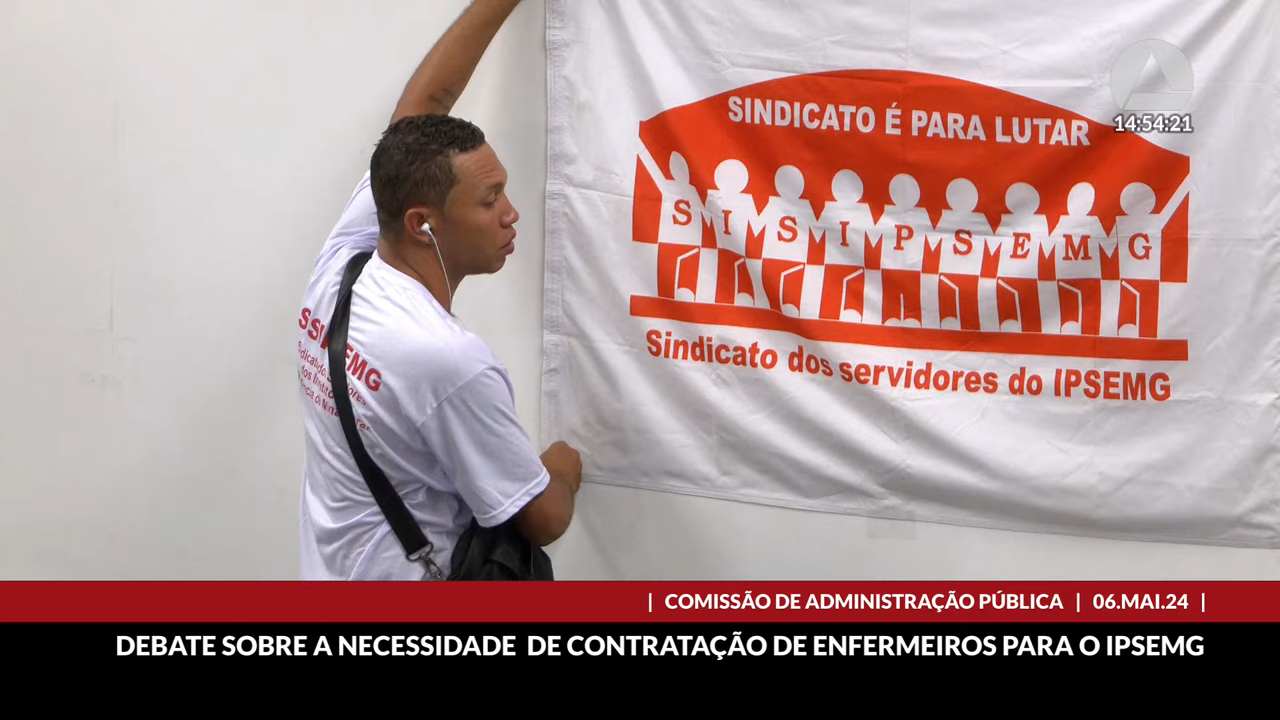 SINDICATO É PARA LUTAR
14:54:21
SISIPSEMG
Sindicato dos servidores do IPSEMG
| COMISSÃO DE ADMINISTRAÇÃO PÚBLICA | 06.MAI.24 |
DEBATE SOBRE A NECESSIDADE DE CONTRATAÇÃO DE ENFERMEIROS PARA O IPSEMG